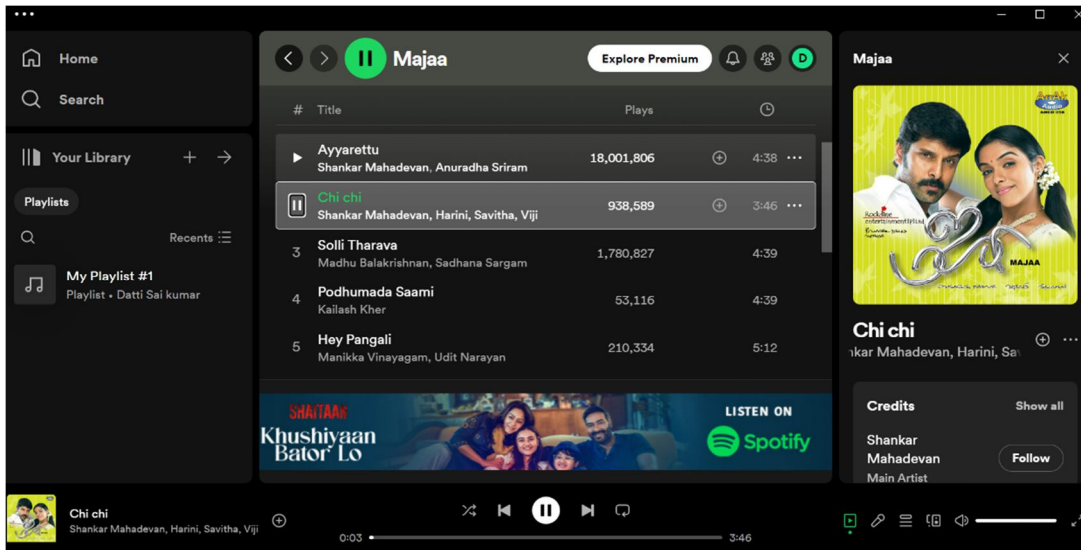 Home
Search
Your Library
Playlists
Recents
My Playlist #1
Playlist • Datti Sai kumar
Majaa
Explore Premium
D
# Title Plays
Ayyarettu 18,001,806 4:38
Shankar Mahadevan, Anuradha Sriram
Chi chi 938,589 3:46
Shankar Mahadevan, Harini, Savitha, Viji
3 Solli Tharava 1,780,827 4:39
Madhu Balakrishnan, Sadhana Sargam
4 Podhumada Saami 53,116 4:39
Kailash Kher
5 Hey Pangali 210,334 5:12
Manikka Vinayagam, Udit Narayan
SHAITAAN
Khushiyaan
Bator Lo
LISTEN ON
Spotify
Majaa
மஜா
MAJAA
Chi chi
kar Mahadevan, Harini, Sa
Credits Show all
Shankar
Mahadevan
Main Artist
Follow
Chi chi
Shankar Mahadevan, Harini, Savitha, Viji
0:03 3:46